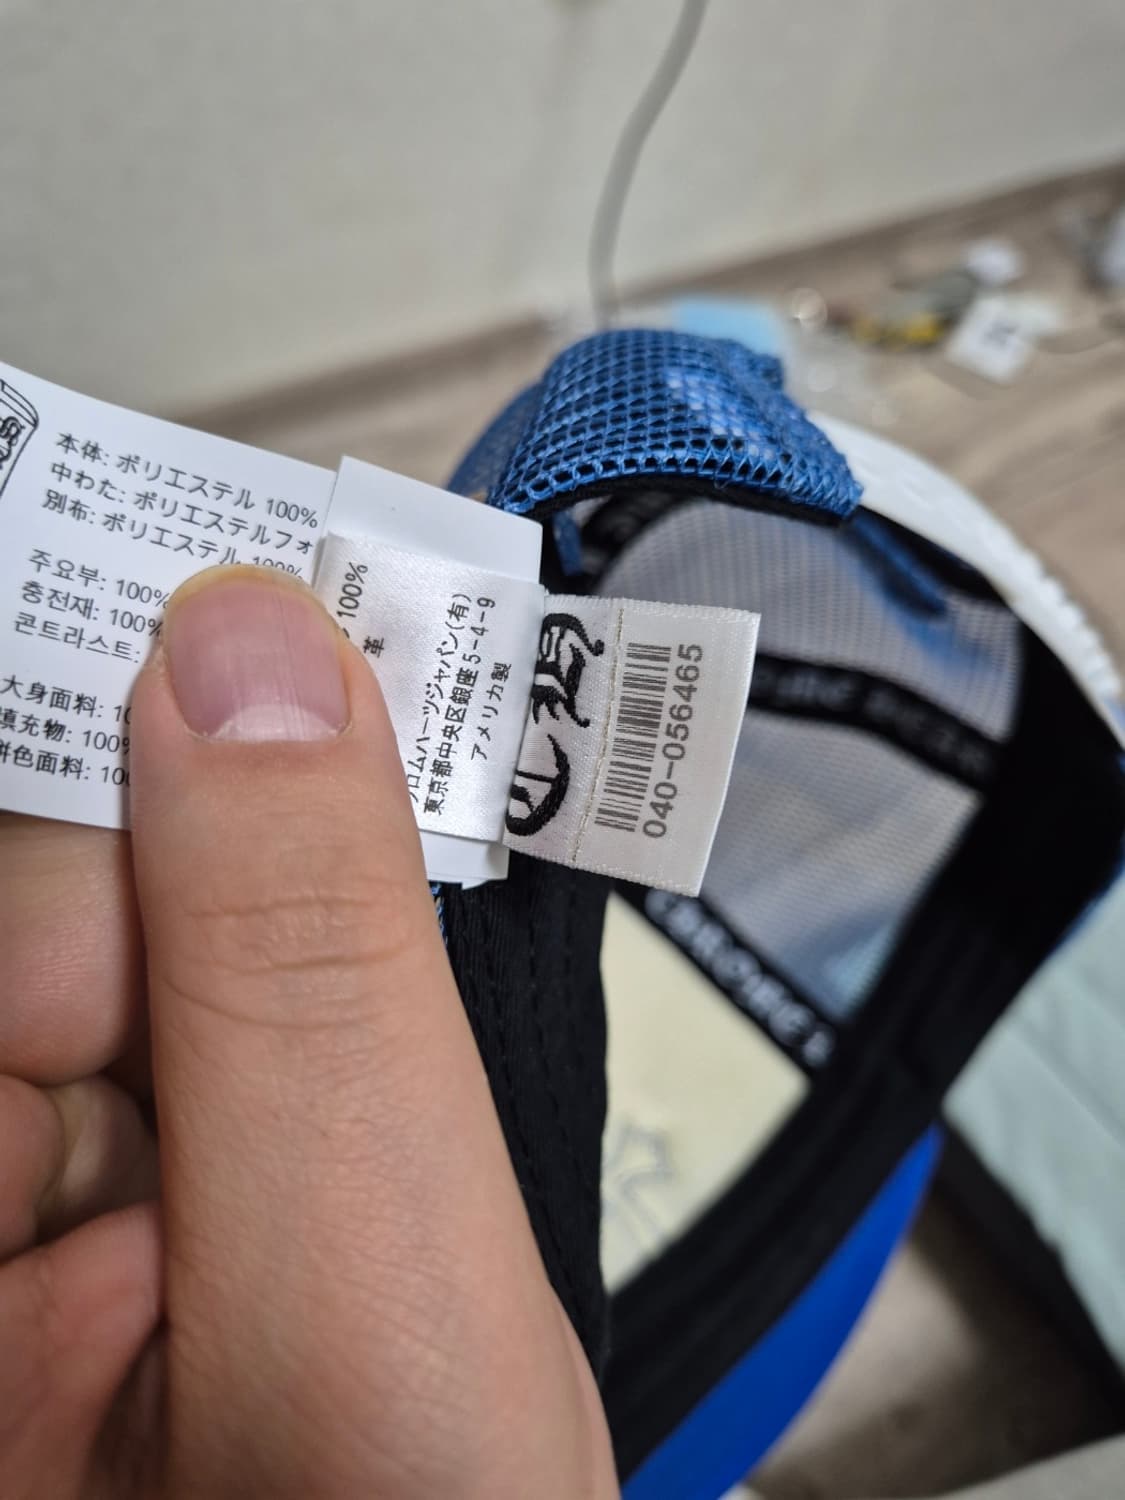 本体: ポリエステル 100%
中わた: ポリエステルフォ
別布: ポリエステル 100%
주요부: 100%
충전재: 100%
콘트라스트:
大身面料:
填充物: 100%
拼色面料:
100%
革
ロムハーツジャパン(有)
東京都中央区銀座5-4-9
アメリカ製
040-056465
CHROME